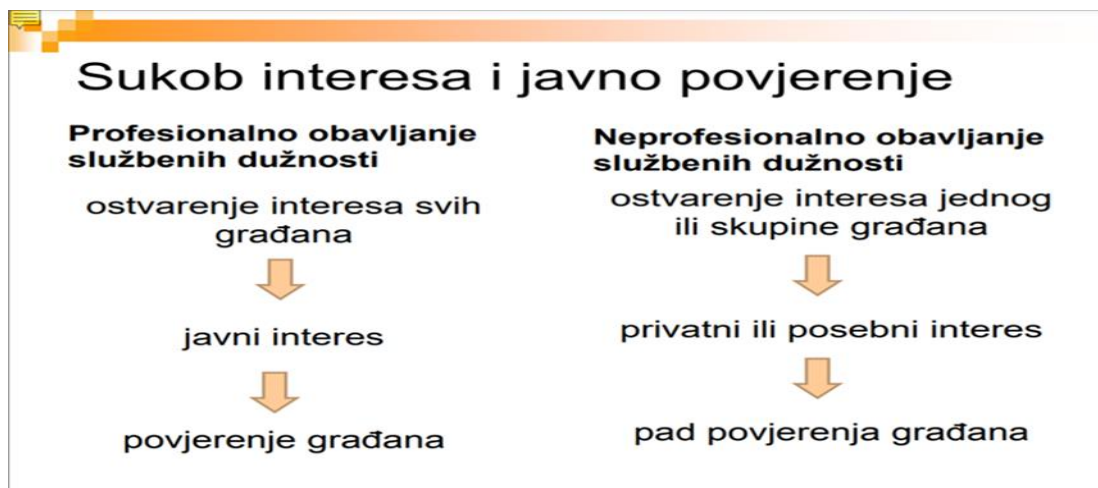 Sukob interesa i javno povjerenje
Profesionalno obavljanje
službenih dužnosti
ostvarenje interesa svih
građana
javni interes
povjerenje građana
Neprofesionalno obavljanje
službenih dužnosti
ostvarenje interesa jednog
ili skupine građana
privatni ili posebni interes
pad povjerenja građana